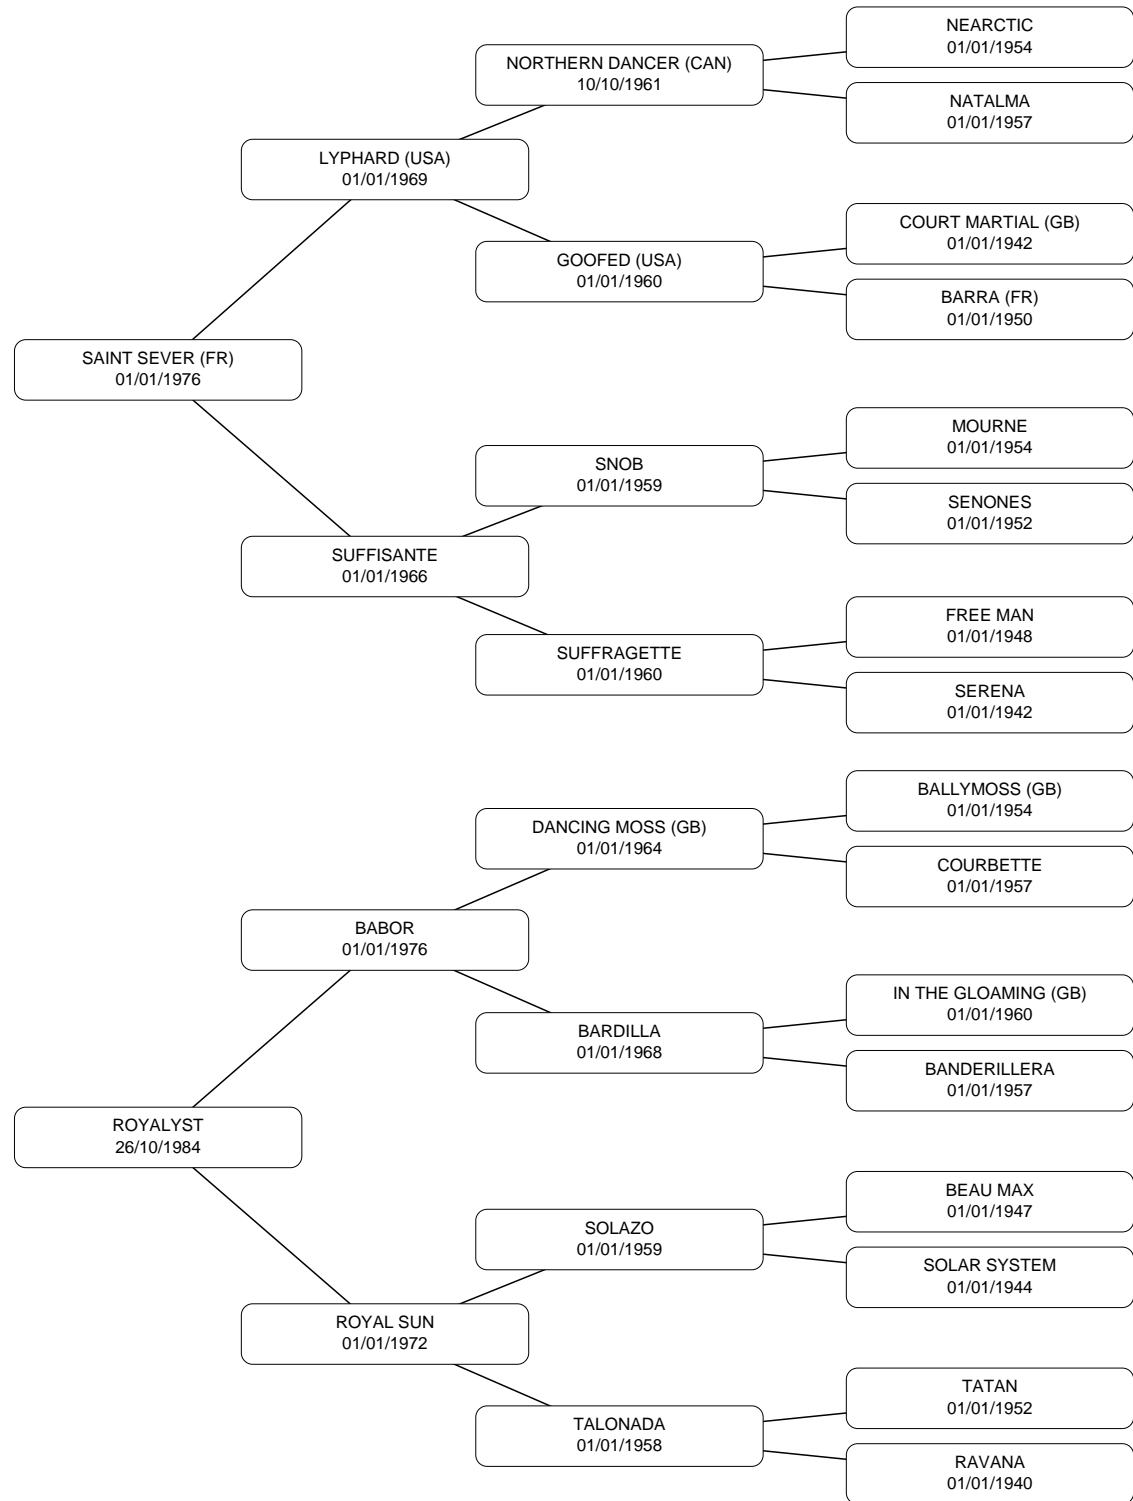 NEARCTIC
01/01/1954
NORTHERN DANCER (CAN)
10/10/1961
NATALMA
01/01/1957
LYPHARD (USA)
01/01/1969
COURT MARTIAL (GB)
01/01/1942
GOOFED (USA)
01/01/1960
BARRA (FR)
01/01/1950
SAINT SEVER (FR)
01/01/1976
MOURNE
01/01/1954
SNOB
01/01/1959
SENONES
01/01/1952
SUFFISANTE
01/01/1966
FREE MAN
01/01/1948
SUFFRAGETTE
01/01/1960
SERENA
01/01/1942
BALLYMOSS (GB)
01/01/1954
DANCING MOSS (GB)
01/01/1964
COURBETTE
01/01/1957
BABOR
01/01/1976
IN THE GLOAMING (GB)
01/01/1960
BARDILLA
01/01/1968
BANDERILLERA
01/01/1957
ROYALYST
26/10/1984
BEAU MAX
01/01/1947
SOLAZO
01/01/1959
SOLAR SYSTEM
01/01/1944
ROYAL SUN
01/01/1972
TATAN
01/01/1952
TALONADA
01/01/1958
RAVANA
01/01/1940